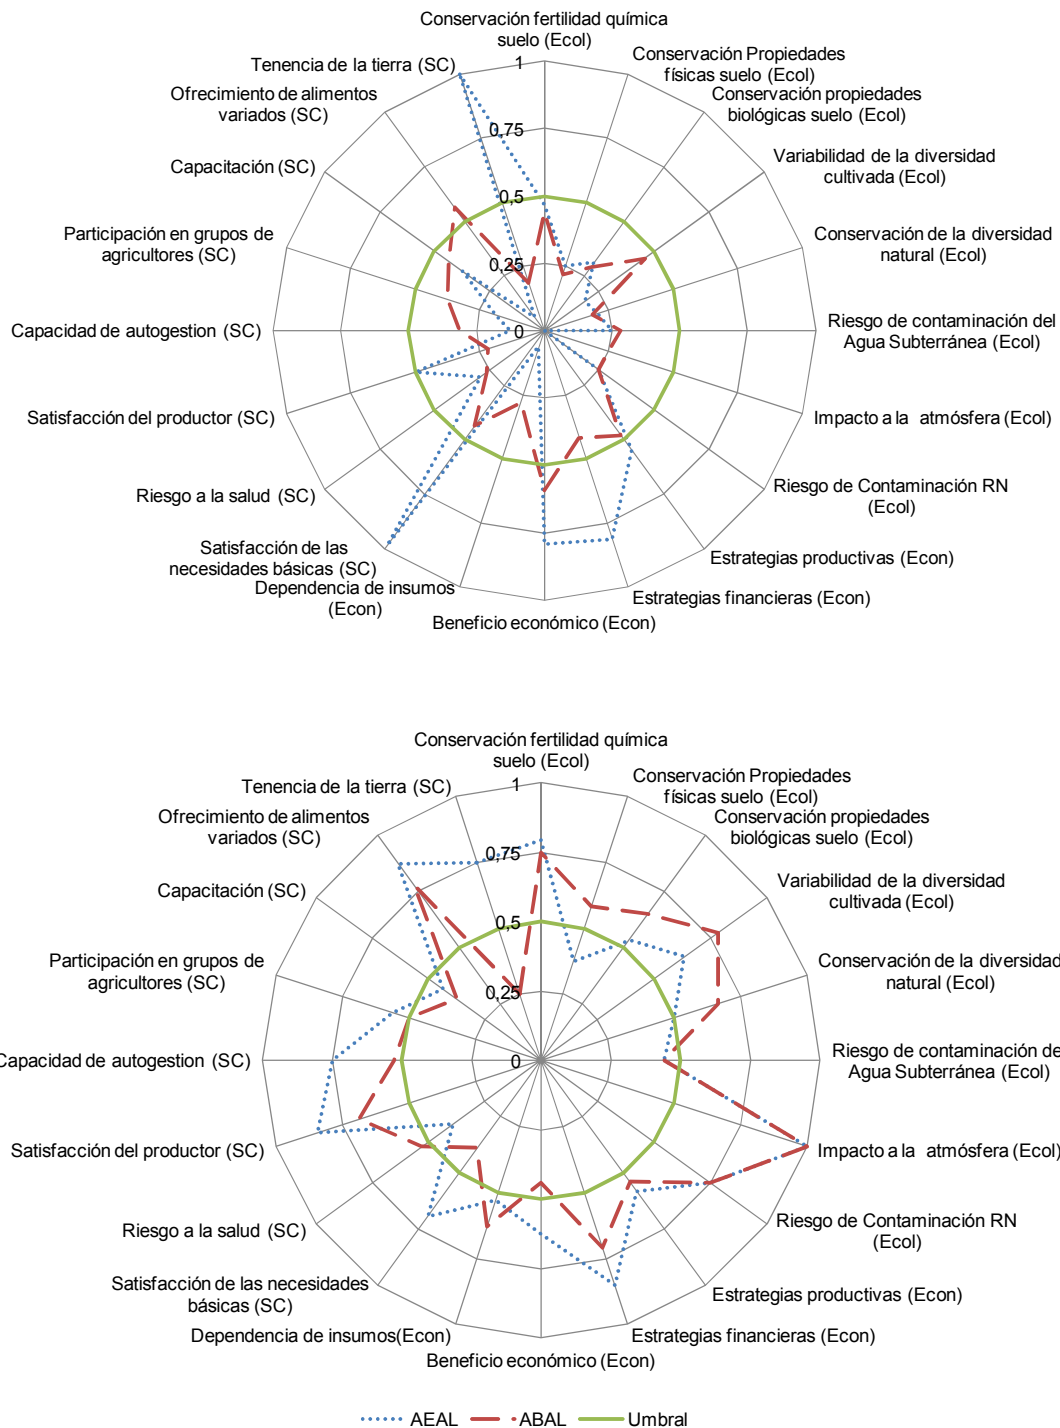 Conservación fertilidad química
suelo (Ecol)
Conservación Propiedades
físicas suelo (Ecol)
Conservación propiedades
biológicas suelo (Ecol)
Variabilidad de la diversidad
cultivada (Ecol)
Conservación de la diversidad
natural (Ecol)
Riesgo de contaminación del
Agua Subterránea (Ecol)
Impacto a la atmósfera (Ecol)
Riesgo de Contaminación RN
(Ecol)
Estrategias productivas (Econ)
Estrategias financieras (Econ)
Beneficio económico (Econ)
Dependencia de insumos
(Econ)
Satisfacción de las
necesidades básicas (SC)
Riesgo a la salud (SC)
Satisfacción del productor (SC)
Capacidad de autogestion (SC)
Participación en grupos de
agricultores (SC)
Capacitación (SC)
Ofrecimiento de alimentos
variados (SC)
Tenencia de la tierra (SC)
1
0,75
0,5
0,25
0
Conservación fertilidad química
suelo (Ecol)
Conservación Propiedades
físicas suelo (Ecol)
Conservación propiedades
biológicas suelo (Ecol)
Variabilidad de la diversidad
cultivada (Ecol)
Conservación de la diversidad
natural (Ecol)
Riesgo de contaminación de
Agua Subterránea (Ecol)
Impacto a la atmósfera (Ecol)
Riesgo de Contaminación RN
(Ecol)
Estrategias productivas (Econ)
Estrategias financieras (Econ)
Beneficio económico (Econ)
Dependencia de insumos(Econ)
Satisfacción de las necesidades
básicas (SC)
Riesgo a la salud (SC)
Satisfacción del productor (SC)
Capacidad de autogestion (SC)
Participación en grupos de
agricultores (SC)
Capacitación (SC)
Ofrecimiento de alimentos
variados (SC)
Tenencia de la tierra (SC)
1
0,75
0,5
0,25
0
AEAL ABAL Umbral